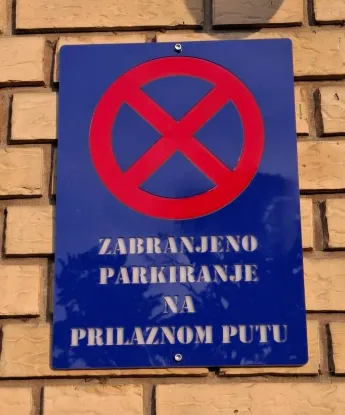 ZABRANJENO
PARKIRANJE
NA
PRILAZNOM PUTU